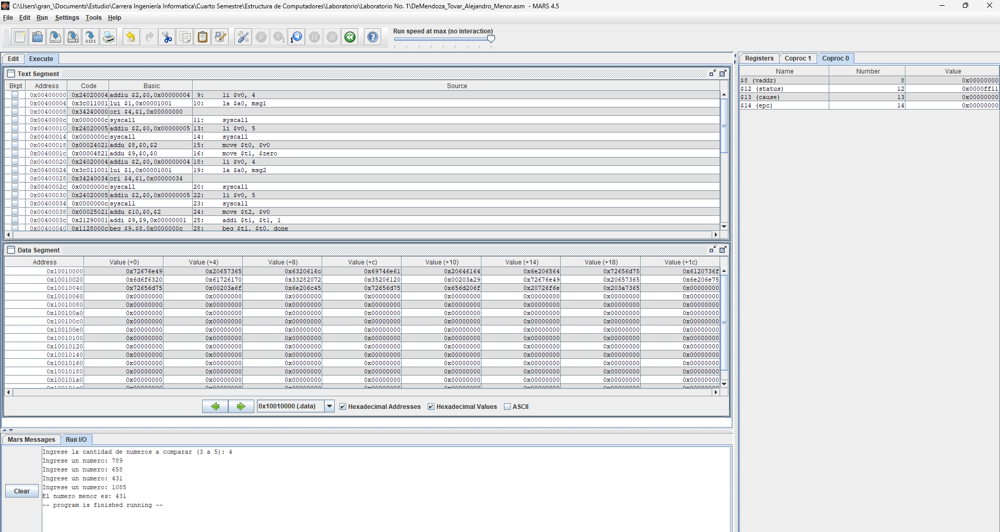 C:\Users\gran_\Documents\Estudio\Carrera Ingeniería Informatica\Cuarto Semestre\Estructura de Computadores\Laboratorio\Laboratorio No. 1\DeMendoza_Tovar_Alejandro_Menor.asm - MARS 4.5
File Edit Run Settings Tools Help
Run speed at max (no interaction)
Edit Execute
Text Segment
Bkpt Address Code Basic Source
0x00400000 0x24020004 addiu $2,$0,0x00000004 9: li $v0, 4
0x00400004 0x3c011001 lui $1,0x00001001 10: la $a0, msg1
0x00400008 0x34240000 ori $4,$1,0x00000000
0x0040000c 0x0000000c syscall 11: syscall
0x00400010 0x24020005 addiu $2,$0,0x00000005 13: li $v0, 5
0x00400014 0x0000000c syscall 14: syscall
0x00400018 0x00024021 addu $8,$0,$2 15: move $t0, $v0
0x0040001c 0x00004821 addu $9,$0,$0 16: move $t1, $zero
0x00400020 0x24020004 addiu $2,$0,0x00000004 18: li $v0, 4
0x00400024 0x3c011001 lui $1,0x00001001 19: la $a0, msg2
0x00400028 0x34240034 ori $4,$1,0x00000034
0x0040002c 0x0000000c syscall 20: syscall
0x00400030 0x24020005 addiu $2,$0,0x00000005 22: li $v0, 5
0x00400034 0x0000000c syscall 23: syscall
0x00400038 0x00025021 addu $10,$0,$2 24: move $t2, $v0
0x0040003c 0x21290001 addi $9,$9,0x00000001 25: addi $t1, $t1, 1
0x00400040 0x1128000c beq $9,$8,0x0000000c 28: beq $t1, $t0, done
Data Segment
Address Value (+0) Value (+4) Value (+8) Value (+c) Value (+10) Value (+14) Value (+18) Value (+1c)
0x10010000 0x72676e49 0x20657365 0x6320616c 0x69746e61 0x20646164 0x6e206564 0x72656d75 0x6120736f
0x10010020 0x6d6f6320 0x61726170 0x33282072 0x35206120 0x00203a29 0x72676e49 0x20657365 0x6e206e75
0x10010040 0x72656d75 0x00203a6f 0x6e206c45 0x72656d75 0x656d206f 0x20726f6e 0x203a7365 0x00000000
0x10010060 0x00000000 0x00000000 0x00000000 0x00000000 0x00000000 0x00000000 0x00000000 0x00000000
0x10010080 0x00000000 0x00000000 0x00000000 0x00000000 0x00000000 0x00000000 0x00000000 0x00000000
0x100100a0 0x00000000 0x00000000 0x00000000 0x00000000 0x00000000 0x00000000 0x00000000 0x00000000
0x100100c0 0x00000000 0x00000000 0x00000000 0x00000000 0x00000000 0x00000000 0x00000000 0x00000000
0x100100e0 0x00000000 0x00000000 0x00000000 0x00000000 0x00000000 0x00000000 0x00000000 0x00000000
0x10010100 0x00000000 0x00000000 0x00000000 0x00000000 0x00000000 0x00000000 0x00000000 0x00000000
0x10010120 0x00000000 0x00000000 0x00000000 0x00000000 0x00000000 0x00000000 0x00000000 0x00000000
0x10010140 0x00000000 0x00000000 0x00000000 0x00000000 0x00000000 0x00000000 0x00000000 0x00000000
0x10010160 0x00000000 0x00000000 0x00000000 0x00000000 0x00000000 0x00000000 0x00000000 0x00000000
0x10010180 0x00000000 0x00000000 0x00000000 0x00000000 0x00000000 0x00000000 0x00000000 0x00000000
0x100101a0 0x00000000 0x00000000 0x00000000 0x00000000 0x00000000 0x00000000 0x00000000 0x00000000
0x100101c0 0x00000000 0x00000000 0x00000000 0x00000000 0x00000000 0x00000000 0x00000000 0x00000000
0x10010000 (.data) Hexadecimal Addresses Hexadecimal Values ASCII
Mars Messages Run I/O
Clear
Ingrese la cantidad de numeros a comparar (3 a 5): 4
Ingrese un numero: 789
Ingrese un numero: 658
Ingrese un numero: 431
Ingrese un numero: 1085
El numero menor es: 431
-- program is finished running --
Registers Coproc 1 Coproc 0
Name Number Value
$8 (vaddr) 8 0x00000000
$12 (status) 12 0x0000ff11
$13 (cause) 13 0x00000000
$14 (epc) 14 0x00000000